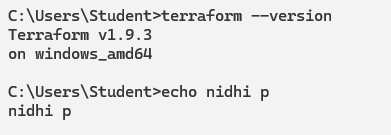 C:\Users\Student>terraform --version
Terraform v1.9.3
on windows_amd64
C:\Users\Student>echo nidhi p
nidhi p